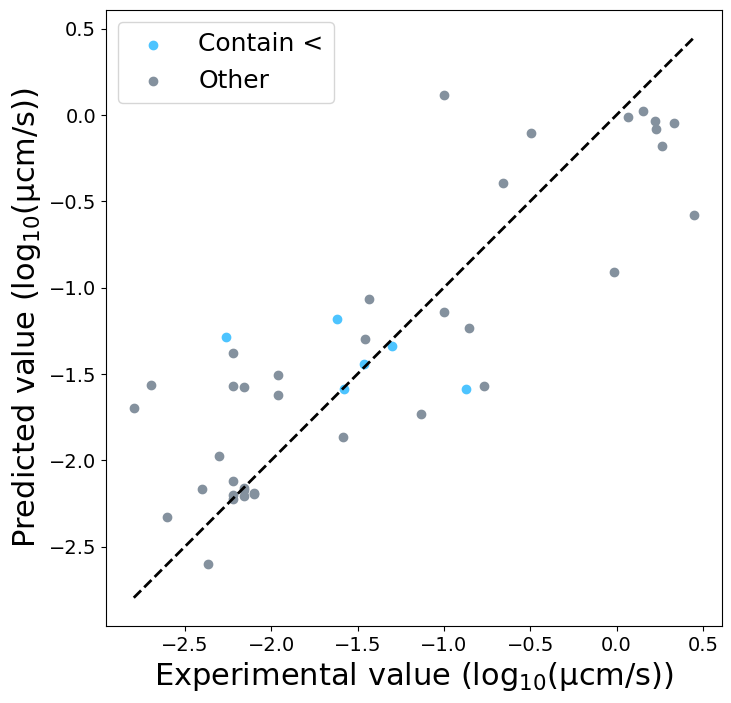 Contain <
Other
0.5
0.0
−0.5
−1.0
−1.5
−2.0
−2.5
Predicted value (log₁₀(μcm/s))
−2.5 −2.0 −1.5 −1.0 −0.5 0.0 0.5
Experimental value (log₁₀(μcm/s))